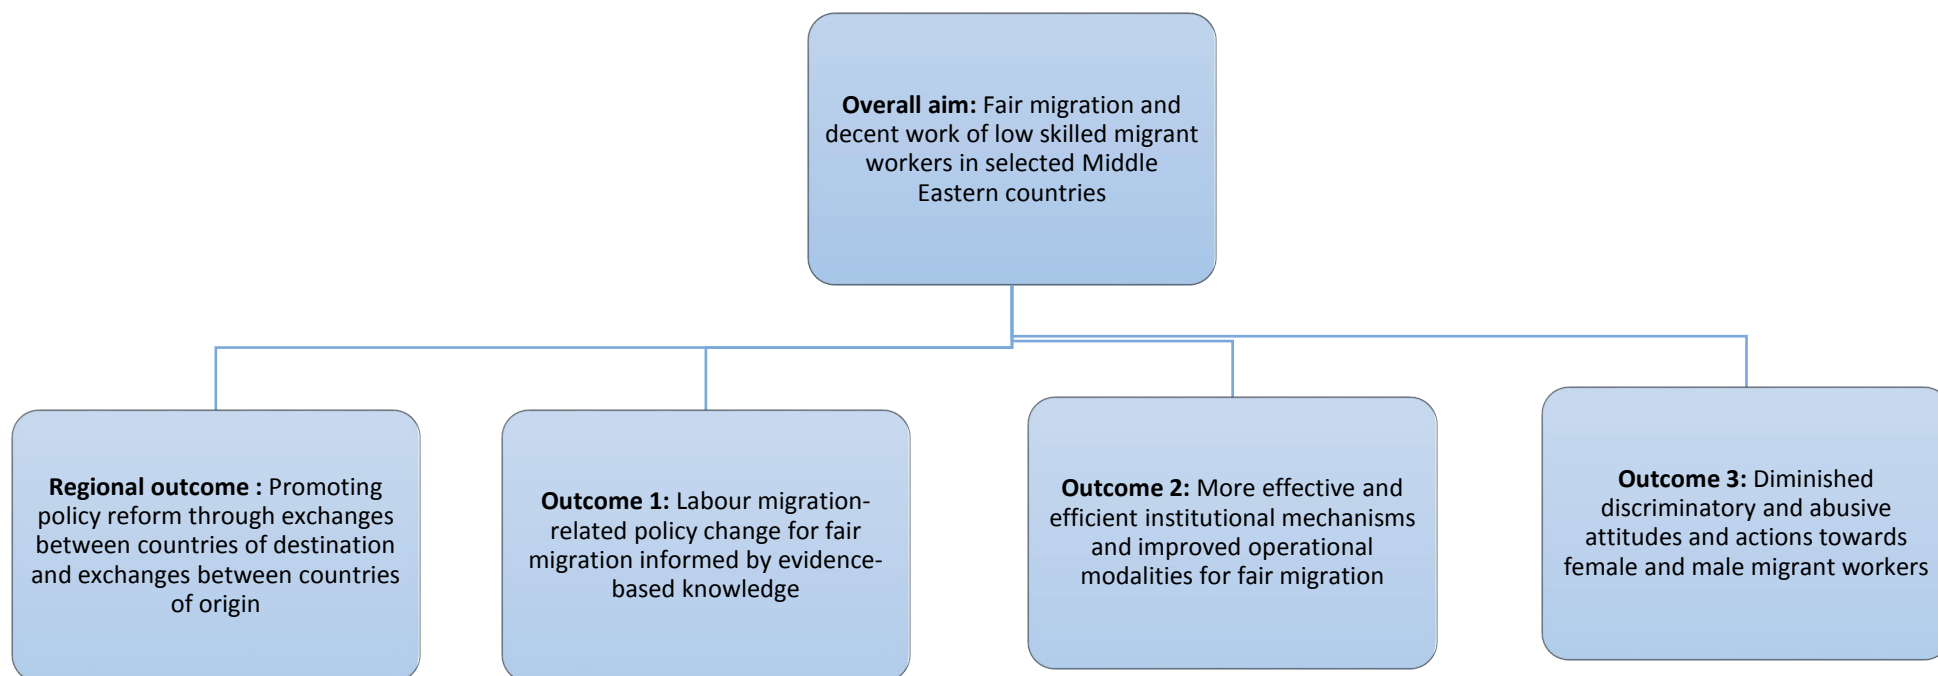 Overall aim: Fair migration and
decent work of low skilled migrant
workers in selected Middle
Eastern countries
Regional outcome : Promoting
policy reform through exchanges
between countries of destination
and exchanges between countries
of origin
Outcome 1: Labour migration-
related policy change for fair
migration informed by evidence-
based knowledge
Outcome 2: More effective and
efficient institutional mechanisms
and improved operational
modalities for fair migration
Outcome 3: Diminished
discriminatory and abusive
attitudes and actions towards
female and male migrant workers